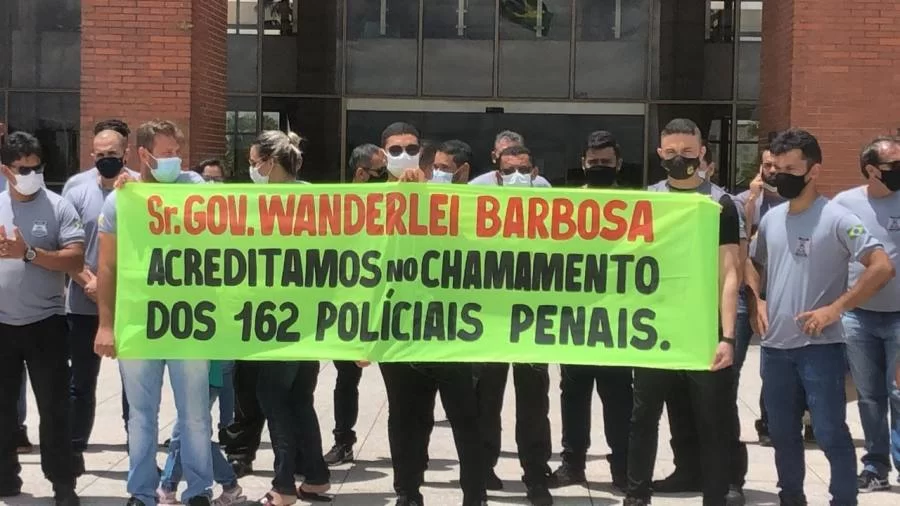 Sr. GOV. WANDERLEI BARBOSA
ACREDITAMOS NO CHAMAMENTO
DOS 162 POLÍCIAIS PENAIS.